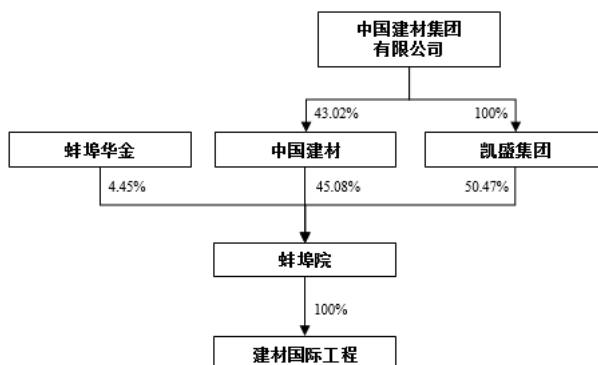 中国建材集团
有限公司
43.02%
100%
蚌埠华金
中国建材
凯盛集团
4.45%
45.08%
50.47%
蚌埠院
100%
建材国际工程